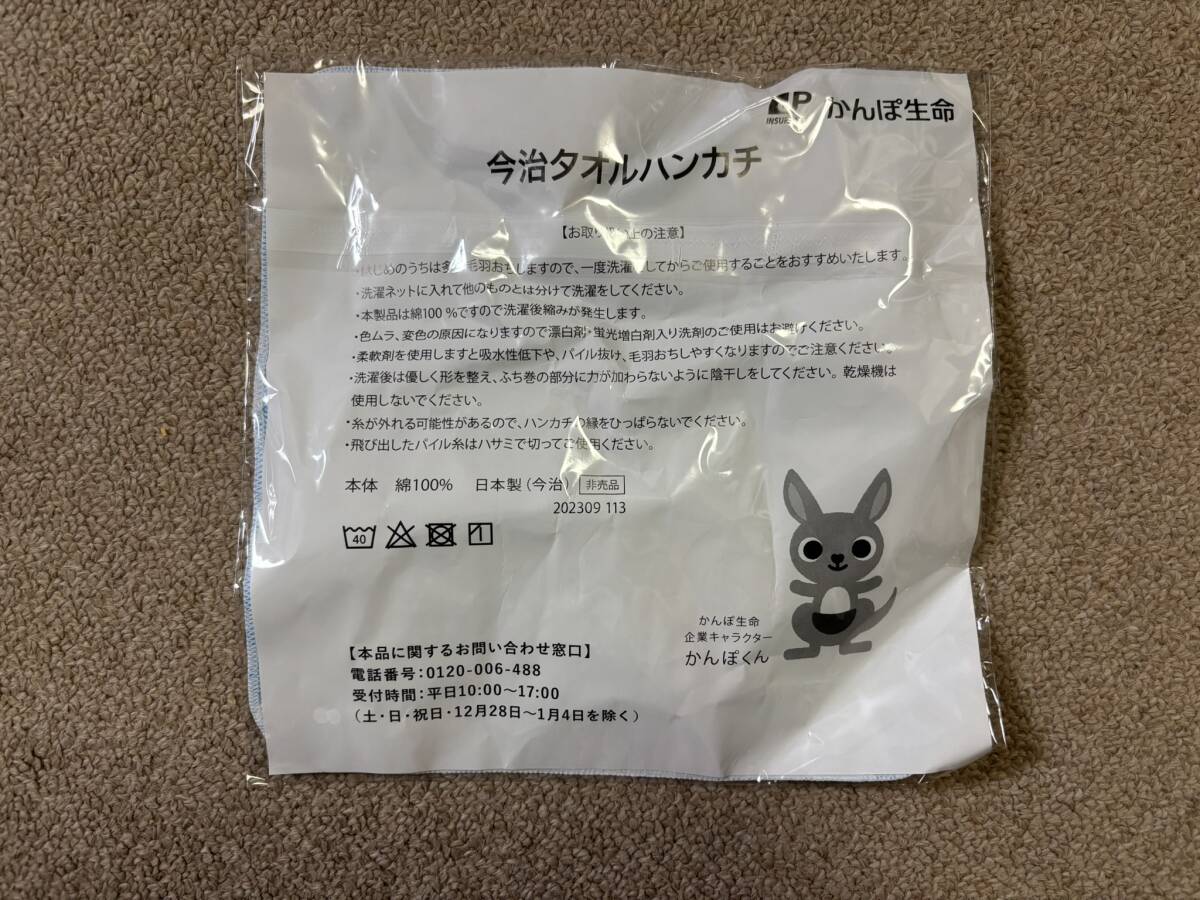 JP かんぽ生命
今治タオルハンカチ
【お取り扱い上の注意】
・はじめのうちは多少毛羽おちしますので、一度洗濯をしてからご使用することをおすすめいたします。
・洗濯ネットに入れて他のものとは分けて洗濯をしてください。
・本製品は綿100%ですので洗濯後縮みが発生します。
・色ムラ、変色の原因になりますので漂白剤・蛍光増白剤入り洗剤のご使用はお避けください。
・柔軟剤を使用しますと吸水性低下や、パイル抜け、毛羽おちしやすくなりますのでご注意ください。
・洗濯後は優しく形を整え、ふち巻の部分に力が加わらないように陰干しをしてください。乾燥機は
使用しないでください。
・糸が外れる可能性があるので、ハンカチの縁をひっぱらないでください。
・飛び出したパイル糸はハサミで切ってご使用ください。
本体 綿100% 日本製(今治) 非売品
202309 113
40
かんぽ生命
企業キャラクター
かんぽくん
【本品に関するお問い合わせ窓口】
電話番号:0120-006-488
受付時間:平日10:00～17:00
(土・日・祝日・12月28日～1月4日を除く)